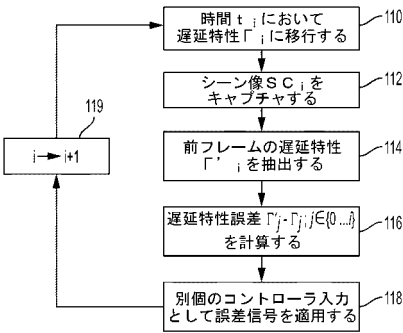 時間tiにおいて
遅延特性Γiに移行する
110
シーン像SCiを
キャプチャする
112
119
i→i+1
前フレームの遅延特性
Γ'iを抽出する
114
遅延特性誤差Γ'j-Γj;j∈{0...i}
を計算する
116
別個のコントローラ入力
として誤差信号を適用する
118